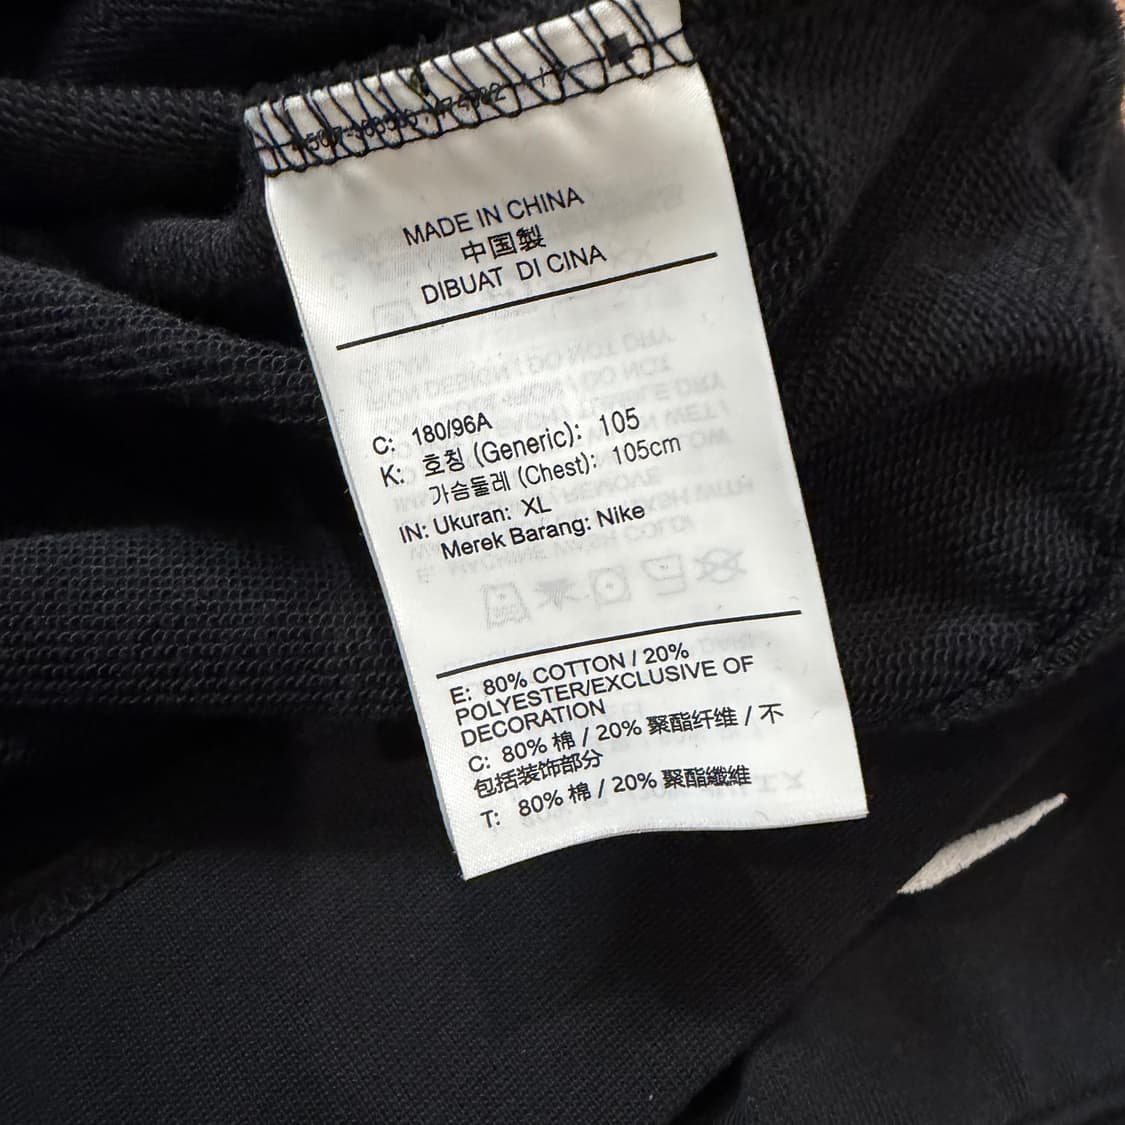 MADE IN CHINA
中国製
DIBUAT DI CINA
C: 180/96A
K: 호칭 (Generic): 105
가슴둘레 (Chest): 105cm
IN: Ukuran: XL
Merek Barang: Nike
E: 80% COTTON / 20%
POLYESTER/EXCLUSIVE OF
DECORATION
C: 80% 棉 / 20% 聚酯纤维 / 不
包括装饰部分
T: 80% 棉 / 20% 聚酯纖維